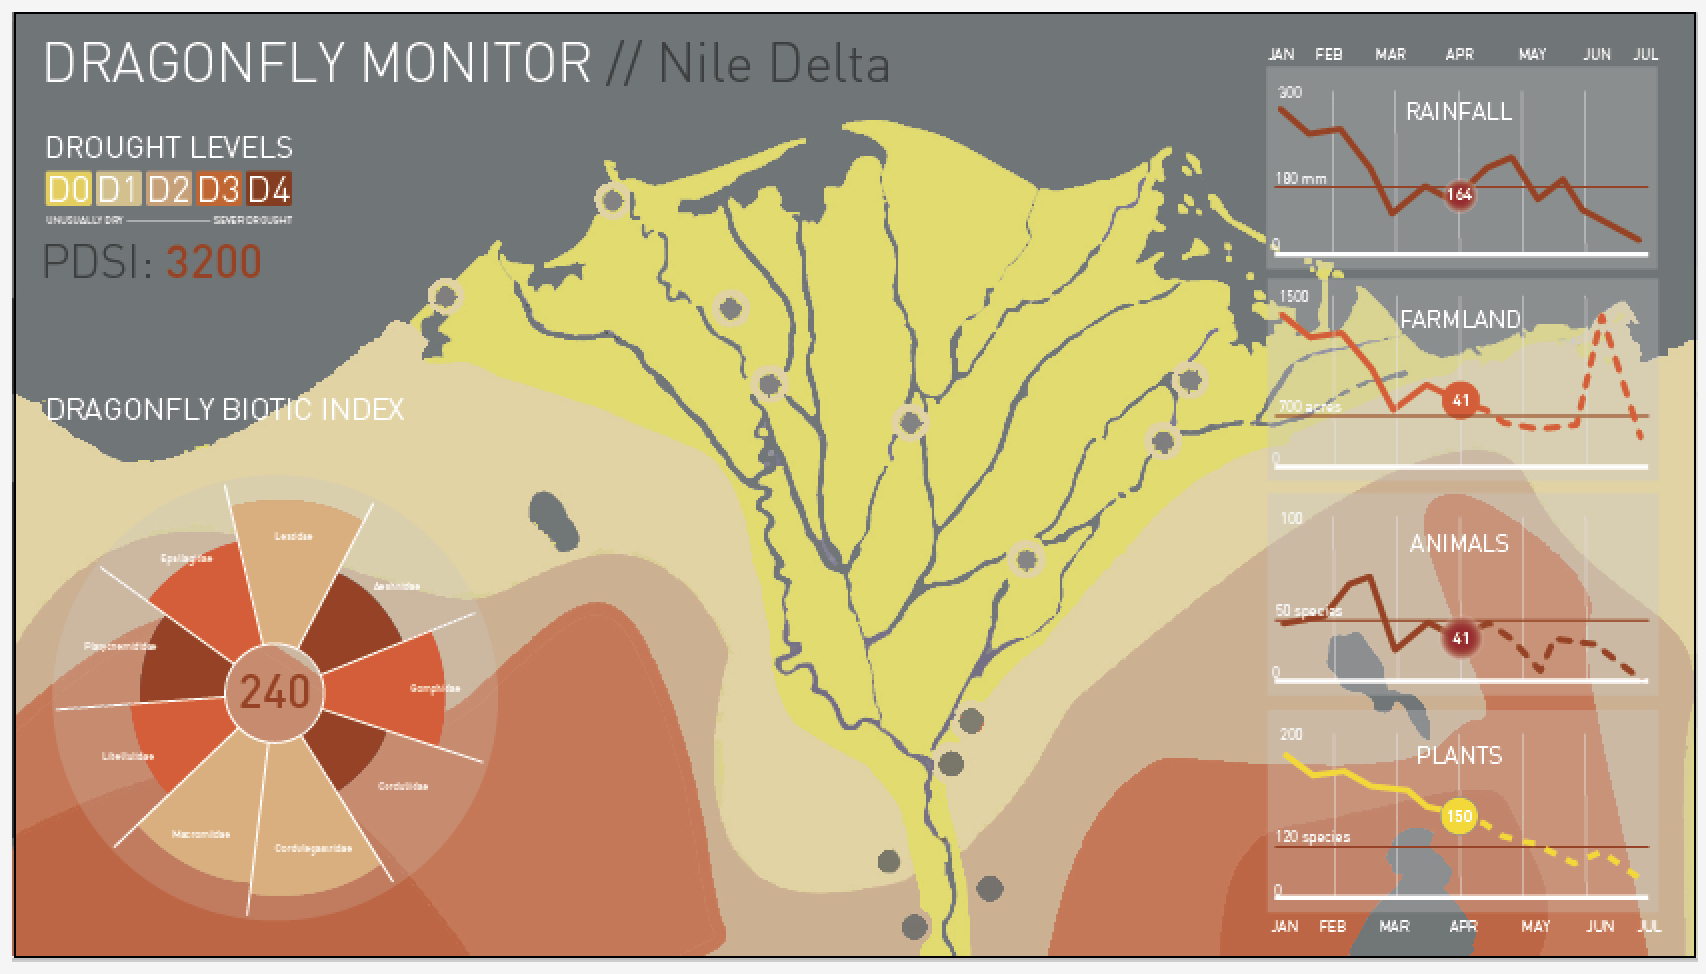 DRAGONFLY MONITOR // Nile Delta
DROUGHT LEVELS
D0 D1 D2 D3 D4
UNUSUALLY DRY SEVER DROUGHT
PDSI: 3200
DRAGONFLY BIOTIC INDEX
Lestidae
Epallagidae
Aeshnidae
Platycnemididae
Gomphidae
240
Libellulidae
Corduliidae
Macromiidae
Cordulegastridae
JAN FEB MAR APR MAY JUN JUL
300
RAINFALL
180 mm
164
0
1500
FARMLAND
700 acres
41
0
100
ANIMALS
50 species
41
0
200
PLANTS
150
120 species
0
JAN FEB MAR APR MAY JUN JUL